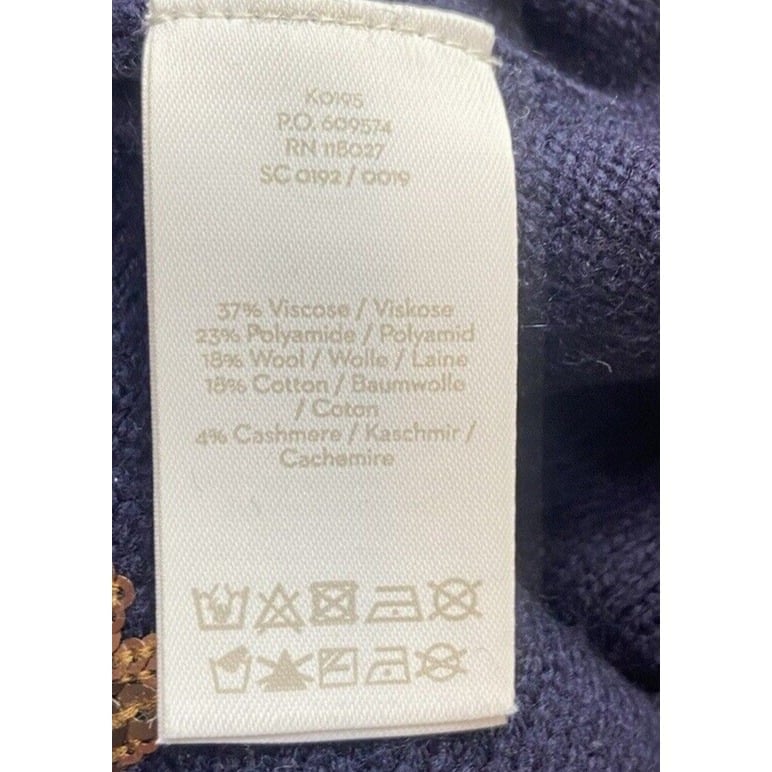 K0195
P.O. 609574
RN 118027
SC 0192 / 0019
37% Viscose / Viskose
23% Polyamide / Polyamid
18% Wool / Wolle / Laine
18% Cotton / Baumwolle
/ Coton
4% Cashmere / Kaschmir /
Cachemire